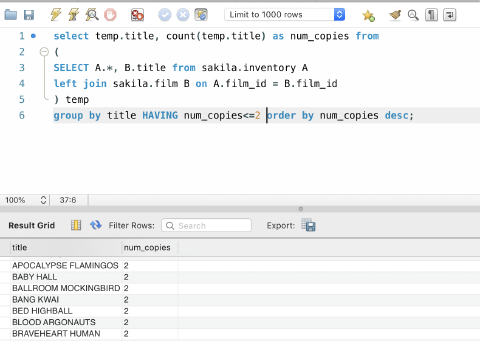 Limit to 1000 rows
1 select temp.title, count(temp.title) as num_copies from
2 (
3 SELECT A.*, B.title from sakila.inventory A
4 left join sakila.film B on A.film_id = B.film_id
5 ) temp
6 group by title HAVING num_copies<=2 order by num_copies desc;
100% 37:6
Result Grid Filter Rows: Search Export:
title num_copies
APOCALYPSE FLAMINGOS 2
BABY HALL 2
BALLROOM MOCKINGBIRD 2
BANG KWAI 2
BED HIGHBALL 2
BLOOD ARGONAUTS 2
BRAVEHEART HUMAN 2